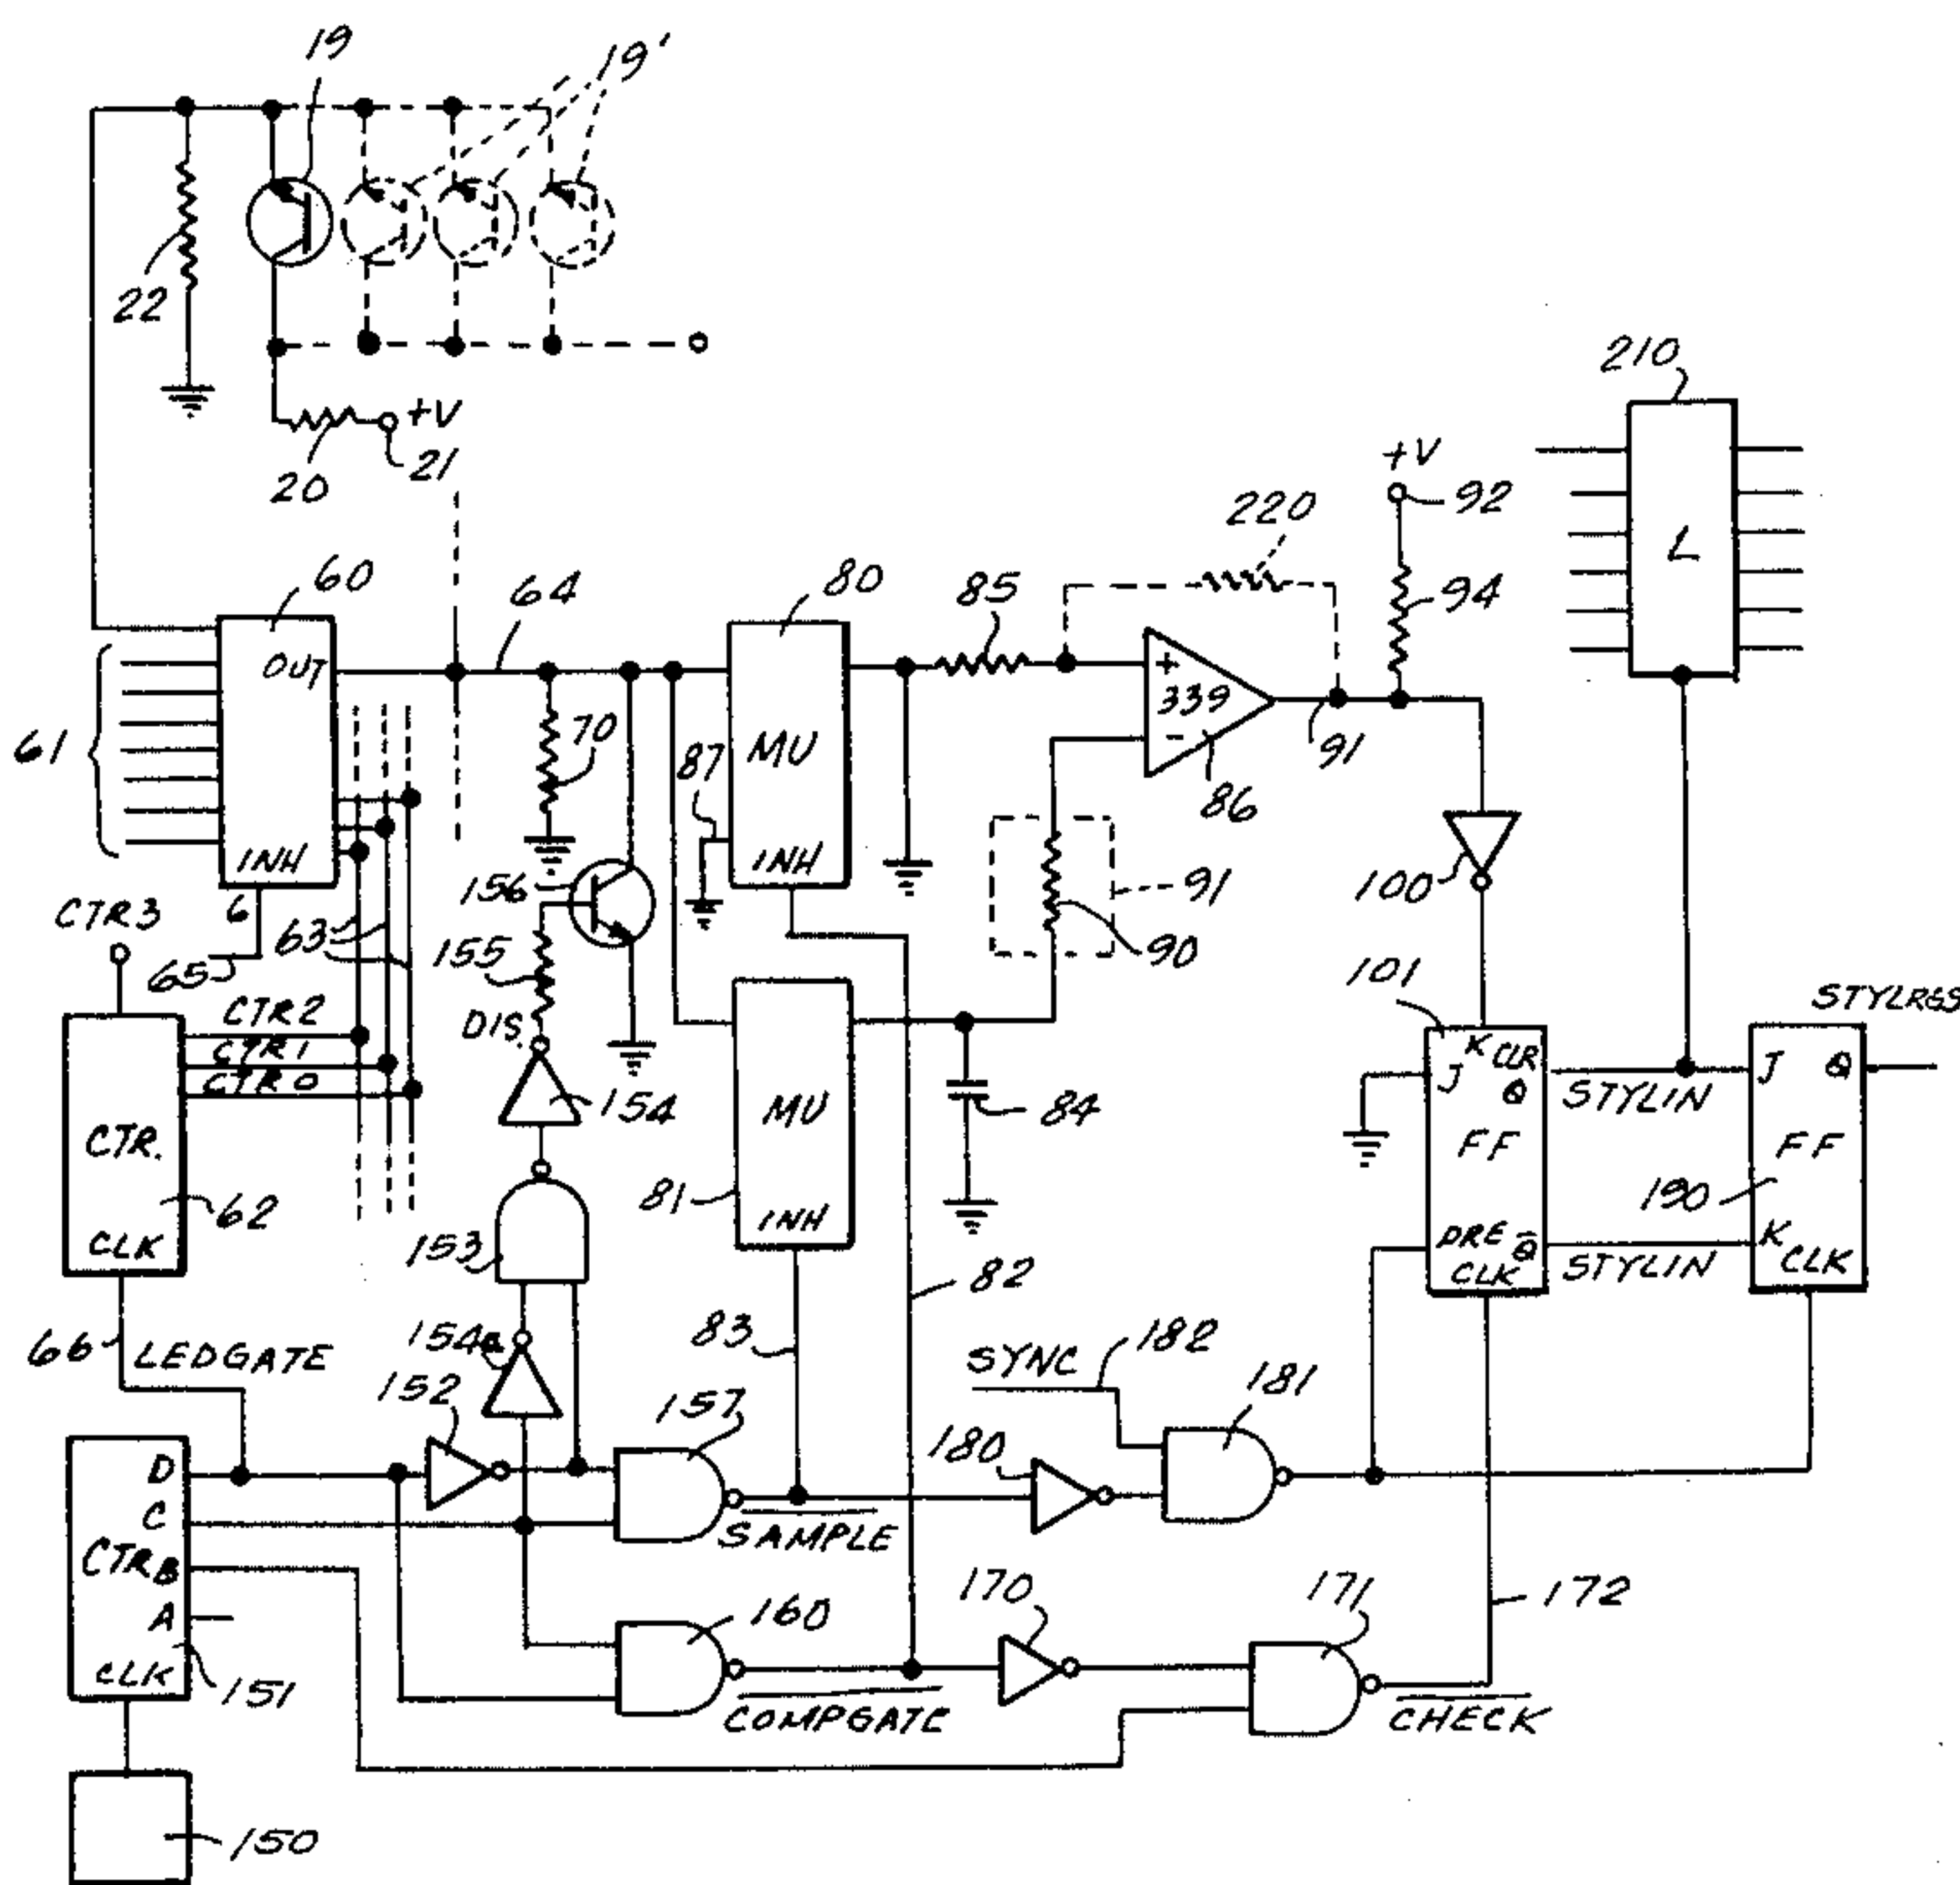 19
19'
22
20
+V
21
210
L
+V
92
94
220
60
64
80
85
OUT
61
70
87
MU
+
339
-
86
91
INH
INH
156
91
90
100
6
CTR3
63
65
155
101
STYLRGS
CTR2
CTR1
CTR0
DIS.
154
MU
84
K CLR
J
Q
STYLIN
J
Q
FF
FF
CTR.
62
CLK
153
81
INH
190
PRE
Q̅
CLK
STYLIN
K
CLK
82
66
LEDGATE
154a
152
83
SYNC
182
157
180
181
D
C
CTR
B
A
CLK
151
SAMPLE
160
170
171
172
COMPGATE
CHECK
150